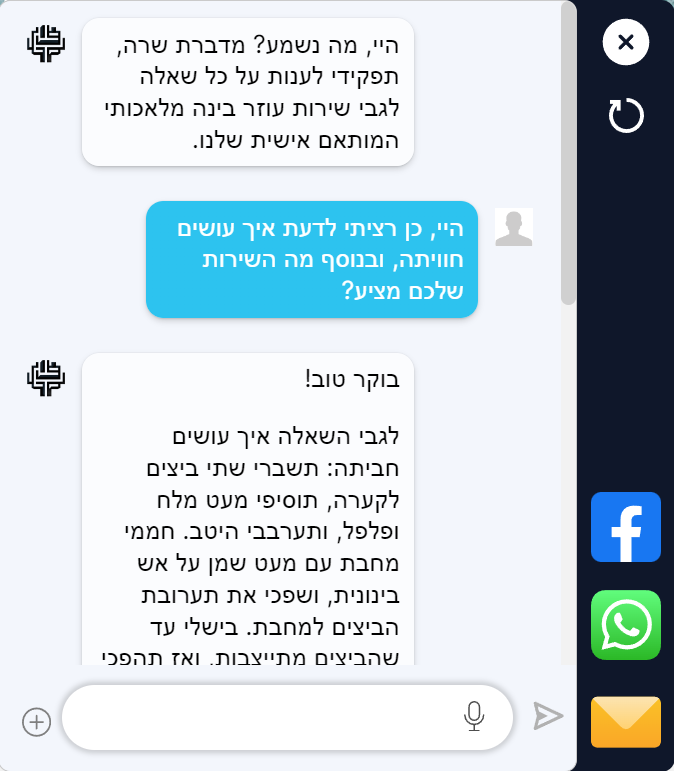 היי, מה נשמע? מדברת שרה,
תפקידי לענות על כל שאלה
לגבי שירות עוזר בינה מלאכותי
המותאם אישית שלנו.
היי, כן רציתי לדעת איך עושים
חוויתה, ובנוסף מה השירות
שלכם מציע?
בוקר טוב!
לגבי השאלה איך עושים
חביתה: תשברי שתי ביצים
לקערה, תוסיפי מעט מלח
ופלפל, ותערבבי היטב. חממי
מחבת עם מעט שמן על אש
בינונית, ושפכי את תערובת
הביצים למחבת. בישלי עד
שהביצים מתייצבות, ואז תהפכי